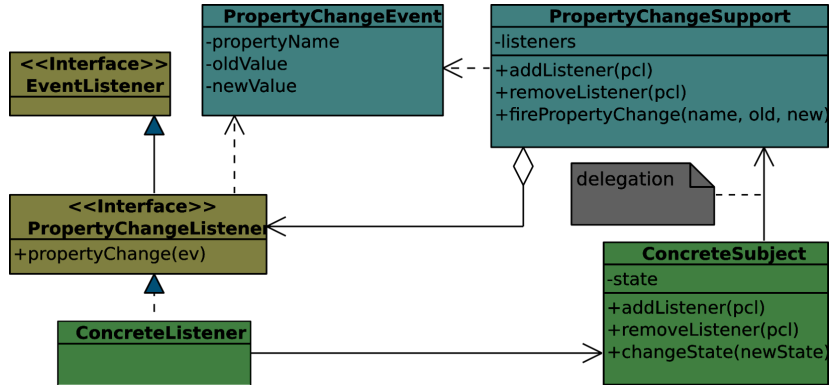 PropertyChangeEvent
-propertyName
-oldValue
-newValue
PropertyChangeSupport
-listeners
+addListener(pcl)
+removeListener(pcl)
+firePropertyChange(name, old, new)
<<Interface>>
EventListener
<<Interface>>
PropertyChangeListener
+propertyChange(ev)
delegation
ConcreteSubject
-state
+addListener(pcl)
+removeListener(pcl)
+changeState(newState)
ConcreteListener